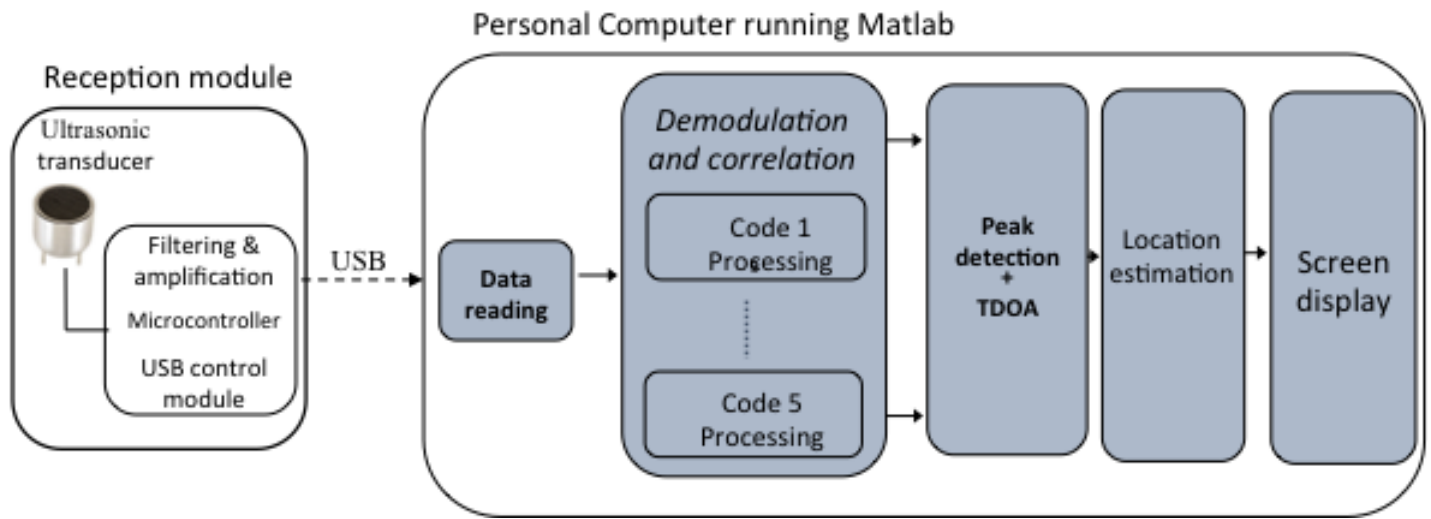 Personal Computer running Matlab
Reception module
Ultrasonic
transducer
Filtering &
amplification
Microcontroller
USB control
module
USB
Data
reading
Demodulation
and correlation
Code 1
Processing
Code 5
Processing
Peak
detection
+
TDOA
Location
estimation
Screen
display